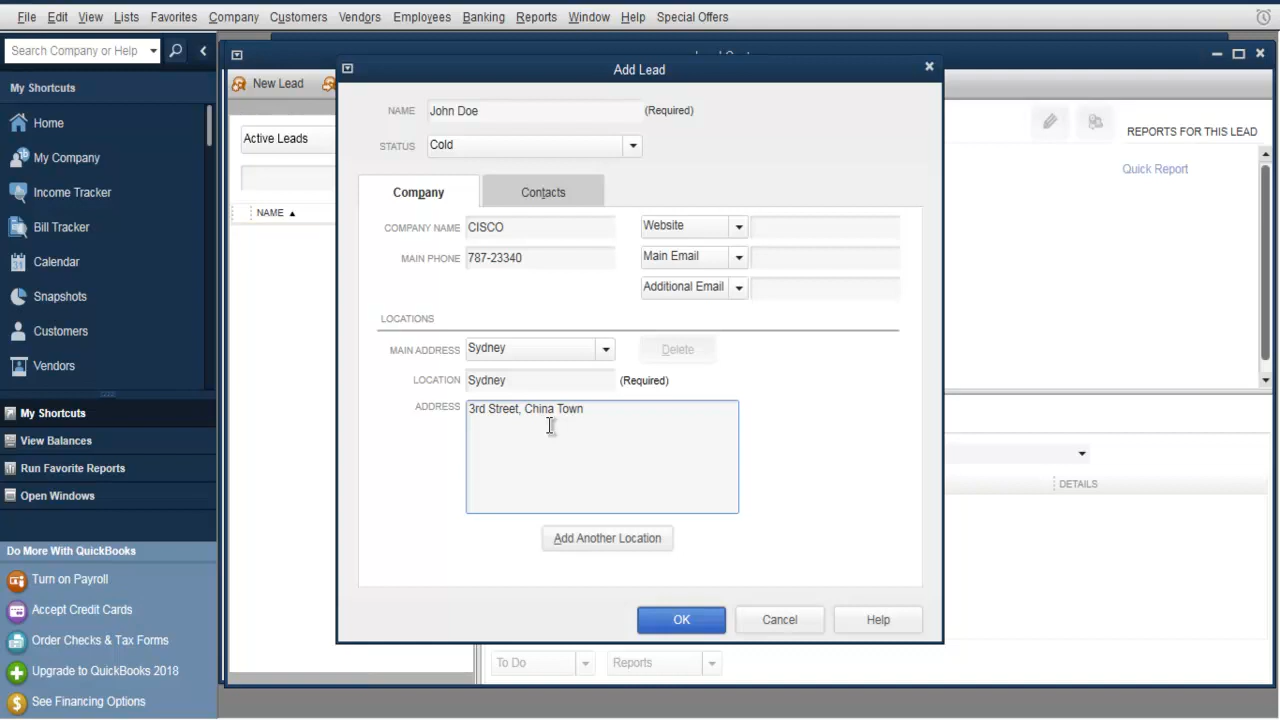 File Edit View Lists Favorites Company Customers Vendors Employees Banking Reports Window Help Special Offers
Search Company or Help
My Shortcuts
Home
My Company
Income Tracker
Bill Tracker
Calendar
Snapshots
Customers
Vendors
My Shortcuts
View Balances
Run Favorite Reports
Open Windows
Do More With QuickBooks
Turn on Payroll
Accept Credit Cards
Order Checks & Tax Forms
Upgrade to QuickBooks 2018
See Financing Options
New Lead
Active Leads
NAME
Add Lead
NAME John Doe (Required)
STATUS Cold
Company Contacts
COMPANY NAME CISCO Website
MAIN PHONE 787-23340 Main Email
Additional Email
LOCATIONS
MAIN ADDRESS Sydney Delete
LOCATION Sydney (Required)
ADDRESS 3rd Street, China Town
Add Another Location
OK Cancel Help
REPORTS FOR THIS LEAD
Quick Report
DETAILS
To Do Reports